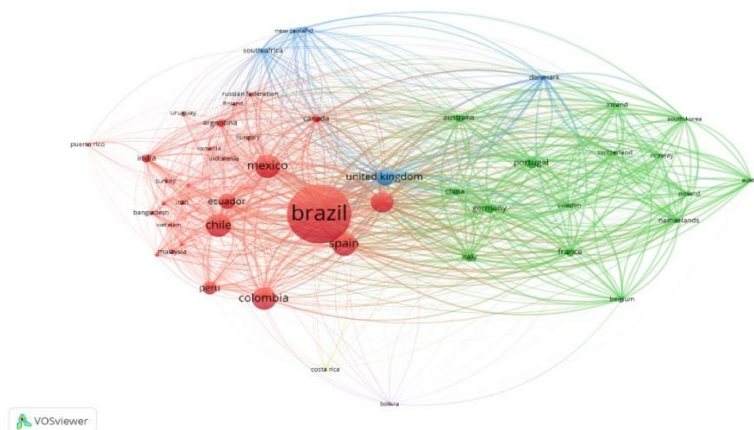 new zealand
south africa
denmark
russian federation
finland
ireland
uruguay
argentina
canada
australia
south korea
hungary
puerto rico
romania
india
indonesia
mexico
portugal
switzerland
norway
united kingdom
turkey
china
poland
ecuador
iran
sweden
germany
bangladesh
brazil
netherlands
vietnam
chile
spain
malaysia
italy
france
peru
colombia
belgium
costa rica
bolivia
VOSviewer